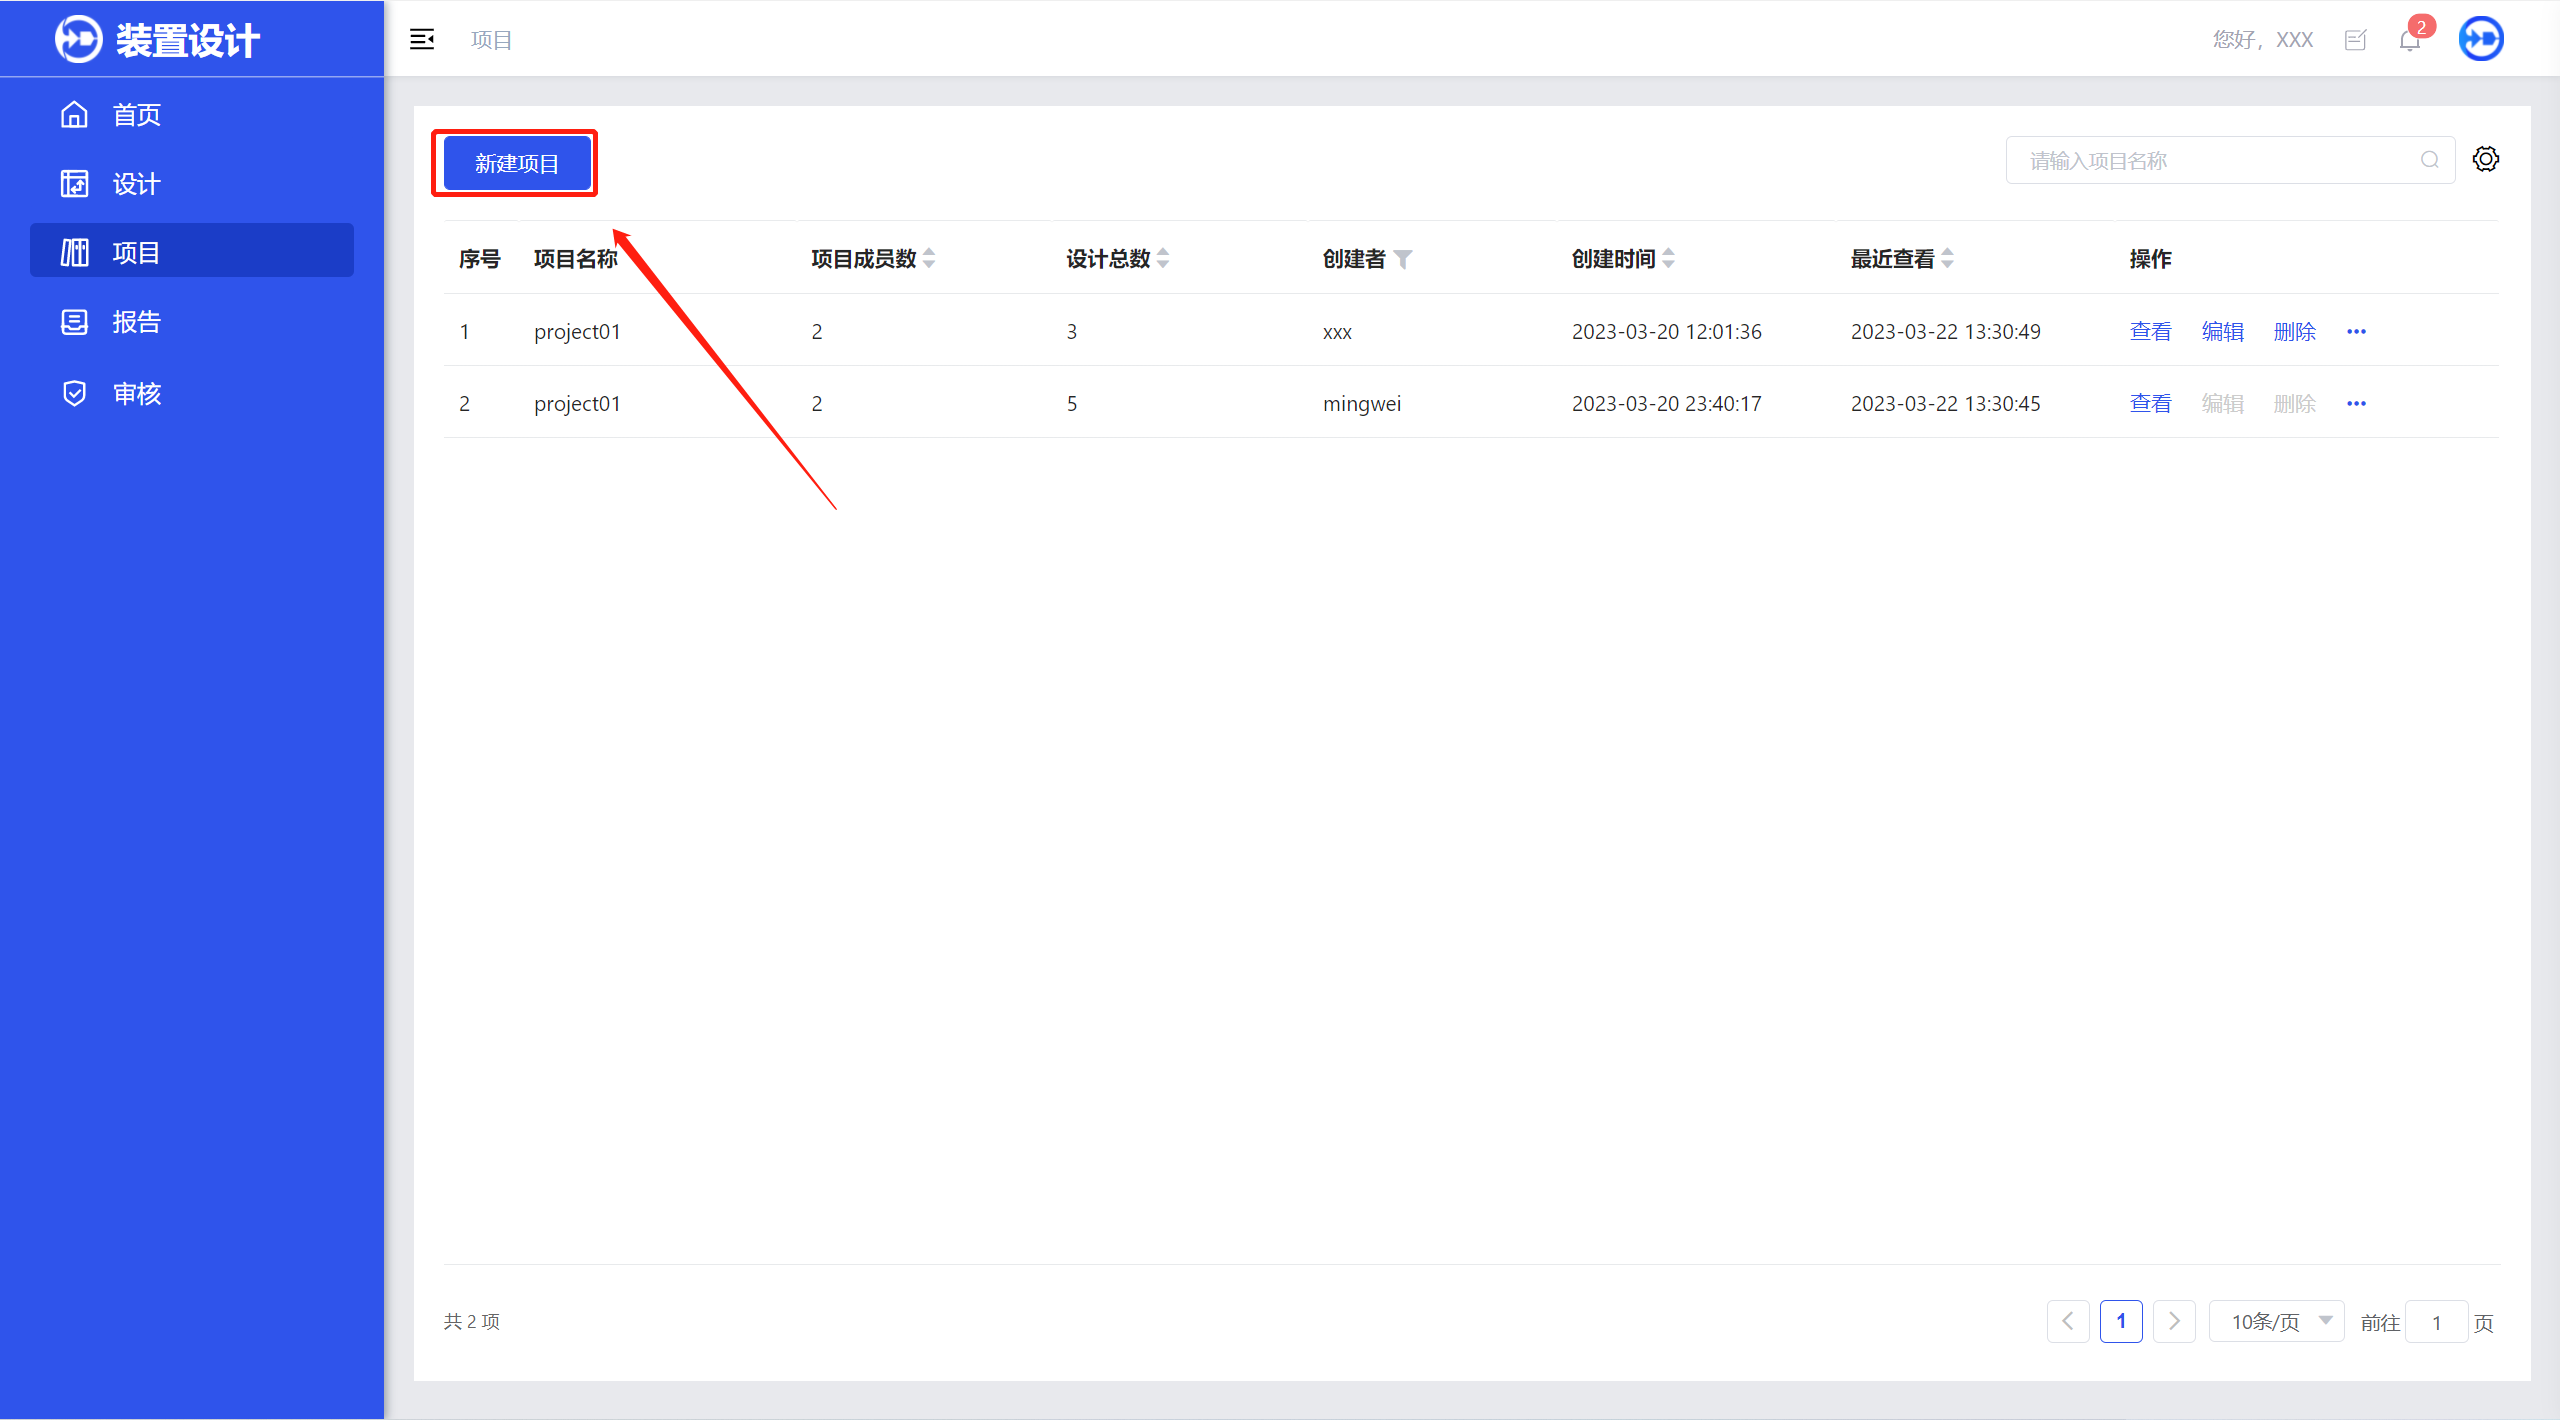 装置设计
首页
设计
项目
报告
审核
项目
您好，XXX
2
新建项目
请输入项目名称
序号 项目名称 项目成员数 设计总数 创建者 创建时间 最近查看 操作
1 project01 2 3 xxx 2023-03-20 12:01:36 2023-03-22 13:30:49 查看 编辑 删除 •••
2 project01 2 5 mingwei 2023-03-20 23:40:17 2023-03-22 13:30:45 查看 编辑 删除 •••
共 2 项
1 10条/页 前往 1 页